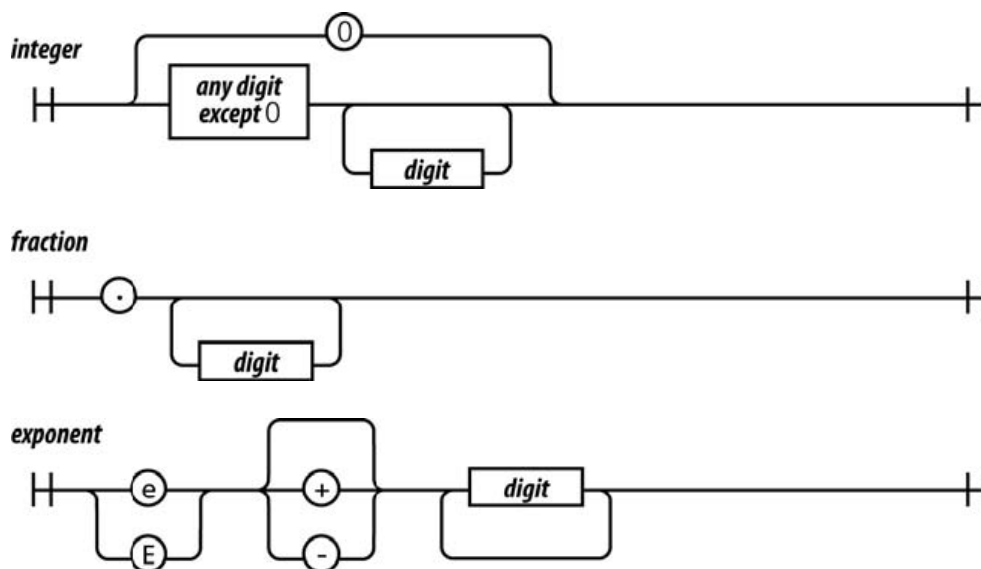 integer
0
any digit
except 0
digit
fraction
.
digit
exponent
e
+
digit
E
-